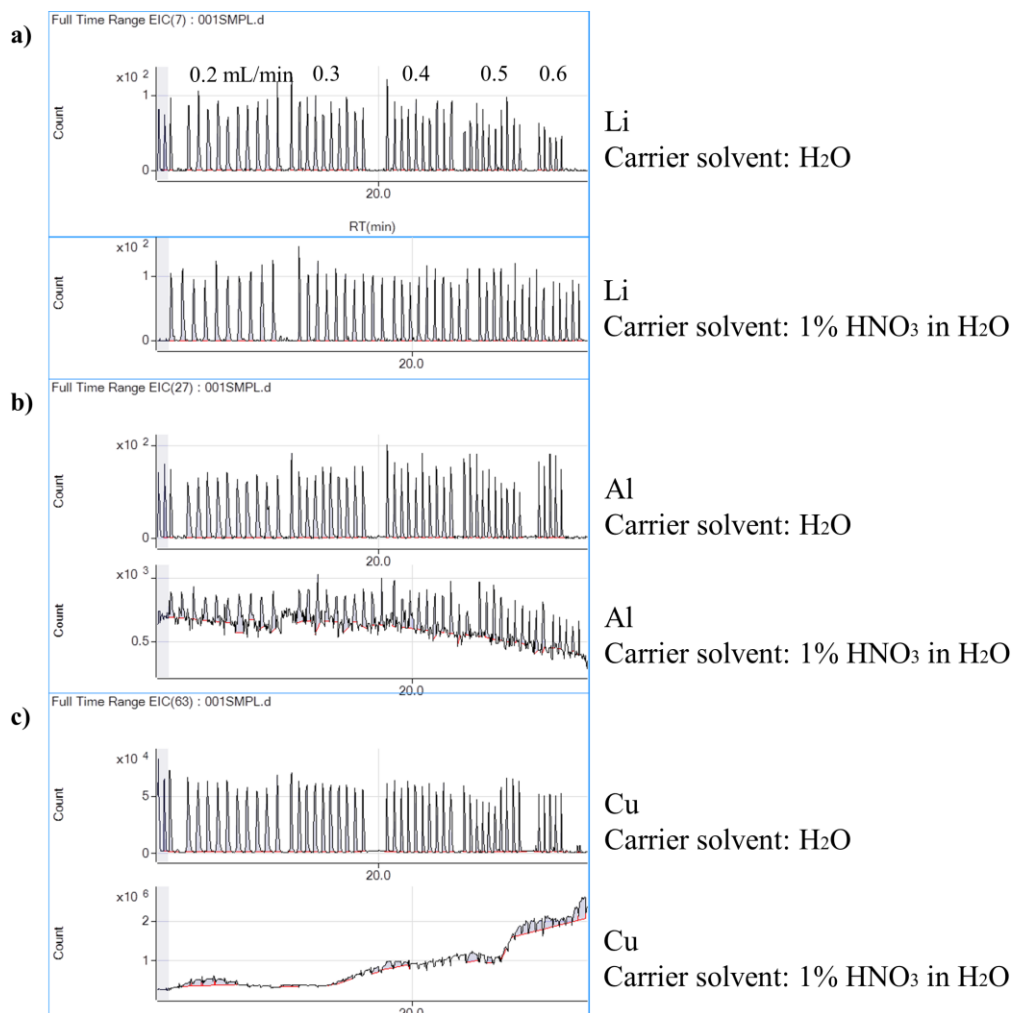 a)
Full Time Range EIC(7) : 001SMPL.d
x10 2
0.2 mL/min 0.3 0.4 0.5 0.6
1
Count
0
20.0
RT(min)
Li
Carrier solvent: H₂O
x10 2
1
Count
0
20.0
Li
Carrier solvent: 1% HNO₃ in H₂O
b)
Full Time Range EIC(27) : 001SMPL.d
x10 2
Count
0
20.0
Al
Carrier solvent: H₂O
x10 3
Count
0.5
20.0
Al
Carrier solvent: 1% HNO₃ in H₂O
c)
Full Time Range EIC(63) : 001SMPL.d
x10 4
5
Count
0
20.0
Cu
Carrier solvent: H₂O
x10 6
2
Count
1
20.0
Cu
Carrier solvent: 1% HNO₃ in H₂O